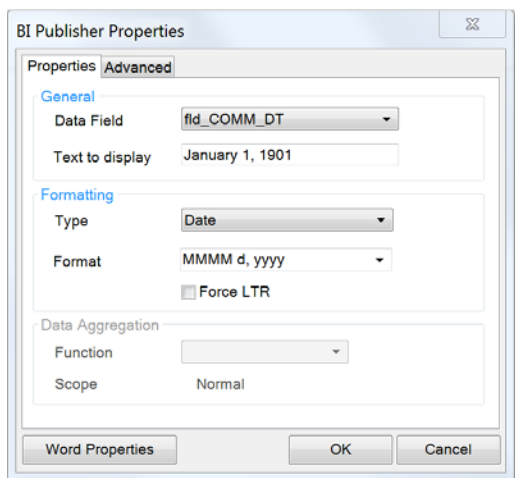 BI Publisher Properties
Properties Advanced
General
Data Field fld_COMM_DT
Text to display January 1, 1901
Formatting
Type Date
Format MMMM d, yyyy
Force LTR
Data Aggregation
Function
Scope Normal
Word Properties OK Cancel